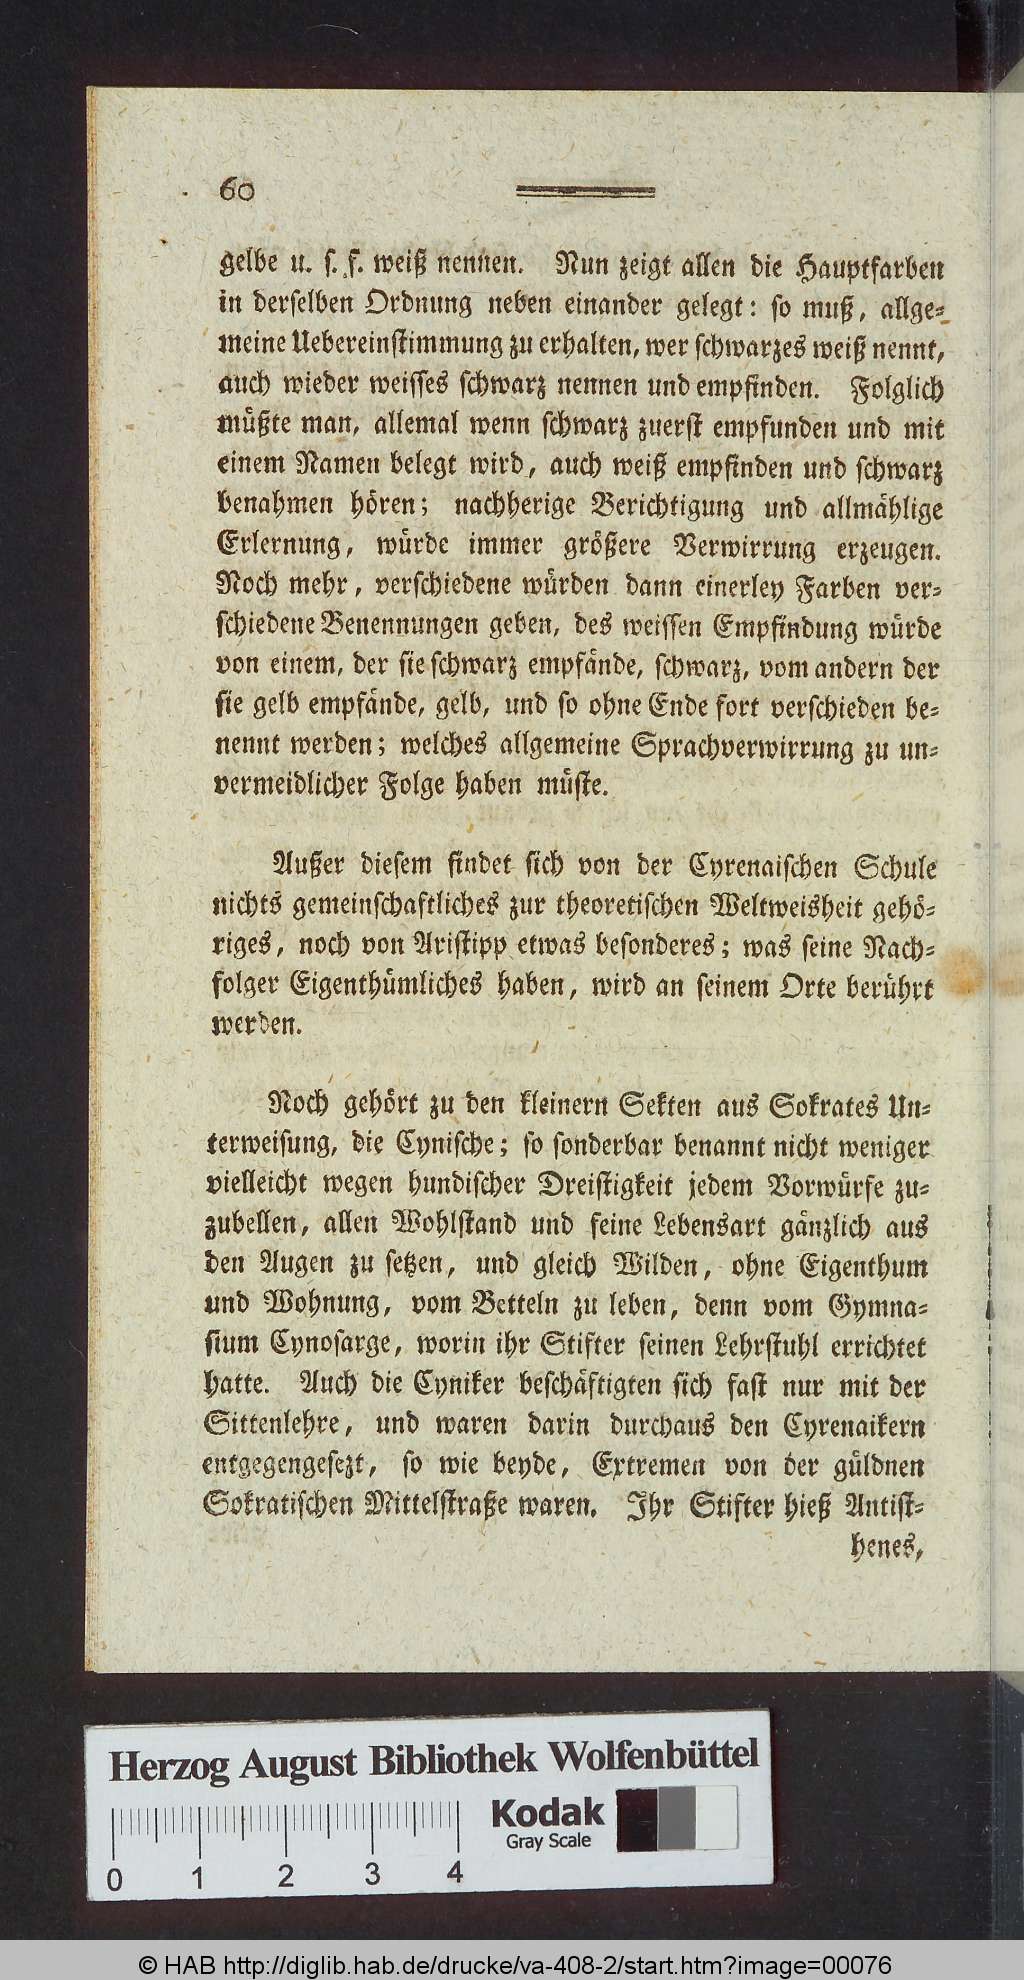 60
gelbe u. s. f. weiß nennen. Nun zeigt allen die Hauptfarben
in derselben Ordnung neben einander gelegt: so muß, allge-
meine Uebereinstimmung zu erhalten, wer schwarzes weiß nennt,
auch wieder weisses schwarz nennen und empfinden. Folglich
müßte man, allemal wenn schwarz zuerst empfunden und mit
einem Namen belegt wird, auch weiß empfinden und schwarz
benahmen hören; nachherige Berichtigung und allmählige
Erlernung, würde immer größere Verwirrung erzeugen.
Noch mehr, verschiedene würden dann einerley Farben ver-
schiedene Benennungen geben, des weissen Empfindung würde
von einem, der sie schwarz empfände, schwarz, vom andern der
sie gelb empfände, gelb, und so ohne Ende fort verschieden be-
nennt werden; welches allgemeine Sprachverwirrung zu un-
vermeidlicher Folge haben müste.
Außer diesem findet sich von der Cyrenaischen Schule
nichts gemeinschaftliches zur theoretischen Weltweisheit gehö-
riges, noch von Aristipp etwas besonderes; was seine Nach-
folger Eigenthümliches haben, wird an seinem Orte berührt
werden.
Noch gehört zu den kleinern Sekten aus Sokrates Un-
terweisung, die Cynische; so sonderbar benannt nicht weniger
vielleicht wegen hundischer Dreistigkeit jedem Vorwürfe zu-
zubellen, allen Wohlstand und feine Lebensart gänzlich aus
den Augen zu setzen, und gleich Wilden, ohne Eigenthum
und Wohnung, vom Betteln zu leben, denn vom Gymna-
sium Cynosarge, worin ihr Stifter seinen Lehrstuhl errichtet
hatte. Auch die Cyniker beschäftigten sich fast nur mit der
Sittenlehre, und waren darin durchaus den Cyrenaikern
entgegengesezt, so wie beyde, Extremen von der güldnen
Sokratischen Mittelstraße waren. Ihr Stifter hieß Antist-
henes,
Herzog August Bibliothek Wolfenbüttel
Kodak
Gray Scale
0 1 2 3 4
© HAB http://diglib.hab.de/drucke/va-408-2/start.htm?image=00076